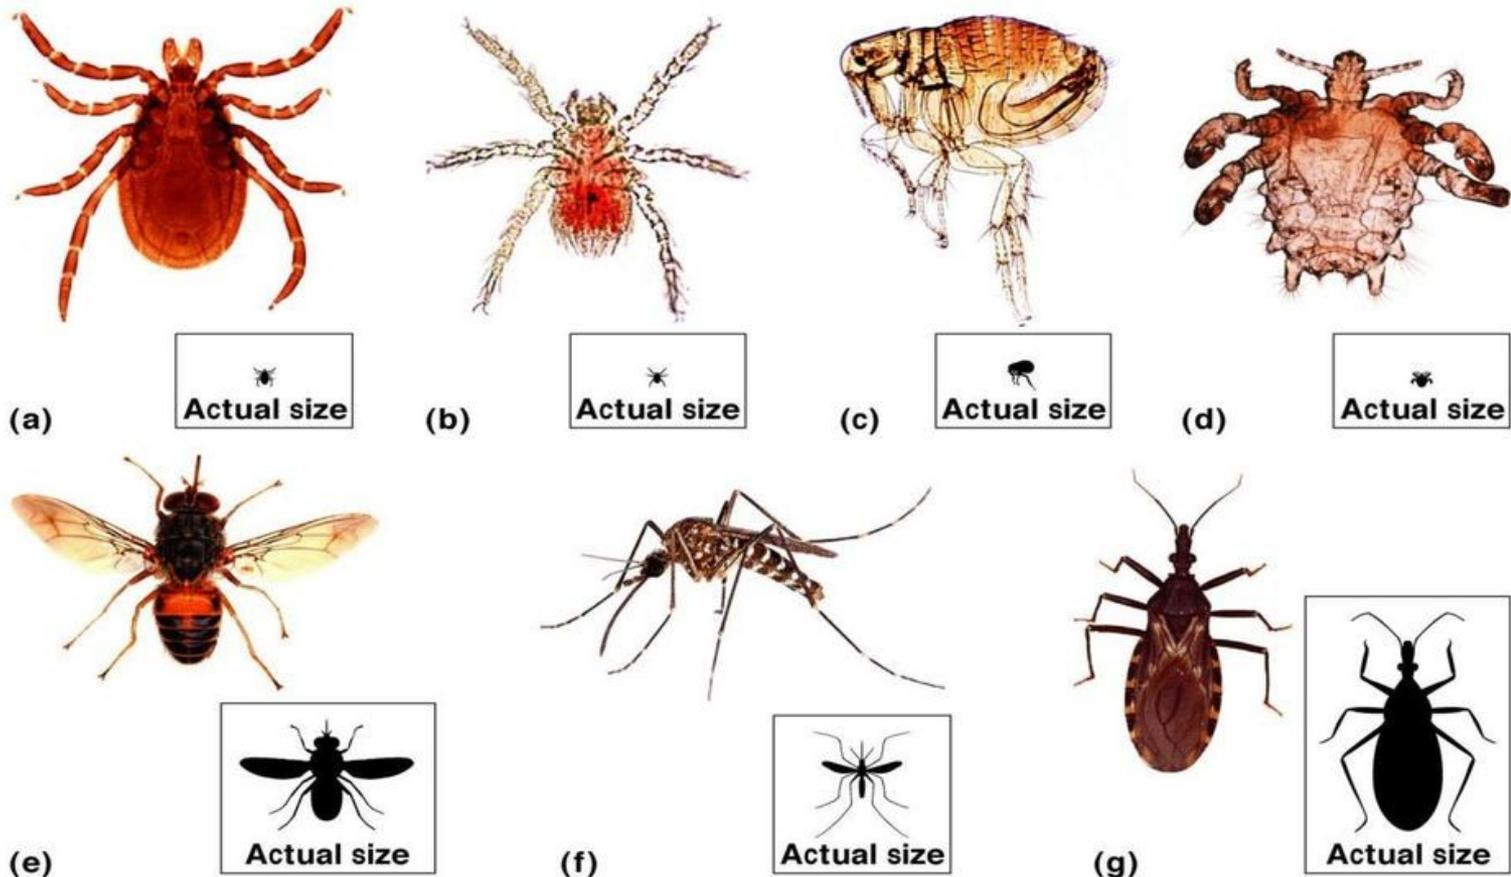 Actual size
Actual size
Actual size
Actual size
(a)
(b)
(c)
(d)
Actual size
Actual size
Actual size
(e)
(f)
(g)